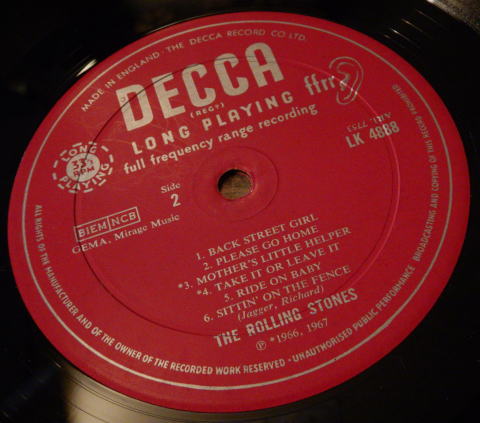 MADE IN ENGLAND · THE DECCA RECORD CO LTD.
DECCA
(REGᵈ)
ffrr
LONG PLAYING
full frequency range recording
LONG
33⅓
RPM
PLAYING
LK 4888
Side
2
BIEM NCB
GEMA, Mirage Music
1. BACK STREET GIRL
2. PLEASE GO HOME
*3. MOTHER'S LITTLE HELPER
*4. TAKE IT OR LEAVE IT
5. RIDE ON BABY
6. SITTIN' ON THE FENCE
(Jagger, Richard)
THE ROLLING STONES
℗ *1966, 1967
ALL RIGHTS OF THE MANUFACTURER AND OF THE OWNER OF THE RECORDED WORK RESERVED · UNAUTHORISED PUBLIC PERFORMANCE BROADCASTING AND COPYING OF THIS RECORD PROHIBITED